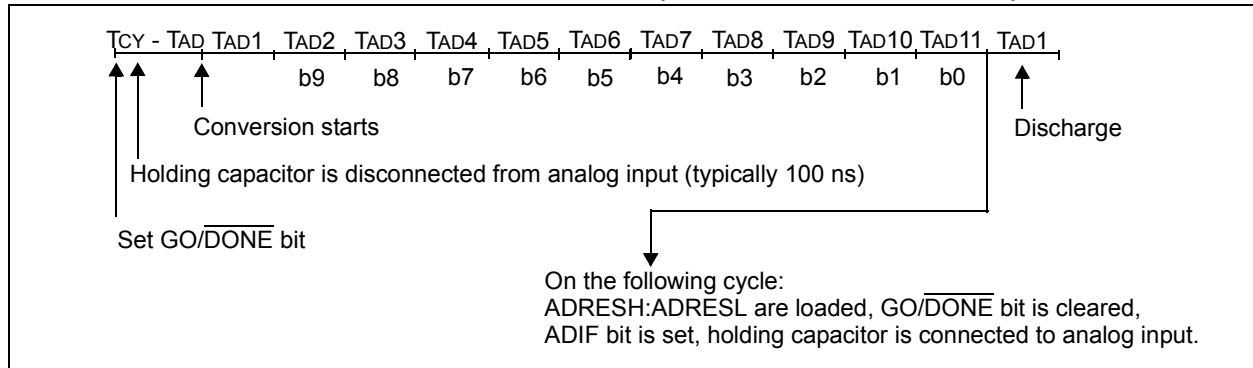 TCY - TAD TAD1 TAD2 TAD3 TAD4 TAD5 TAD6 TAD7 TAD8 TAD9 TAD10 TAD11 TAD1
b9 b8 b7 b6 b5 b4 b3 b2 b1 b0
Conversion starts
Discharge
Holding capacitor is disconnected from analog input (typically 100 ns)
Set GO/DONE bit
On the following cycle:
ADRESH:ADRESL are loaded, GO/DONE bit is cleared,
ADIF bit is set, holding capacitor is connected to analog input.